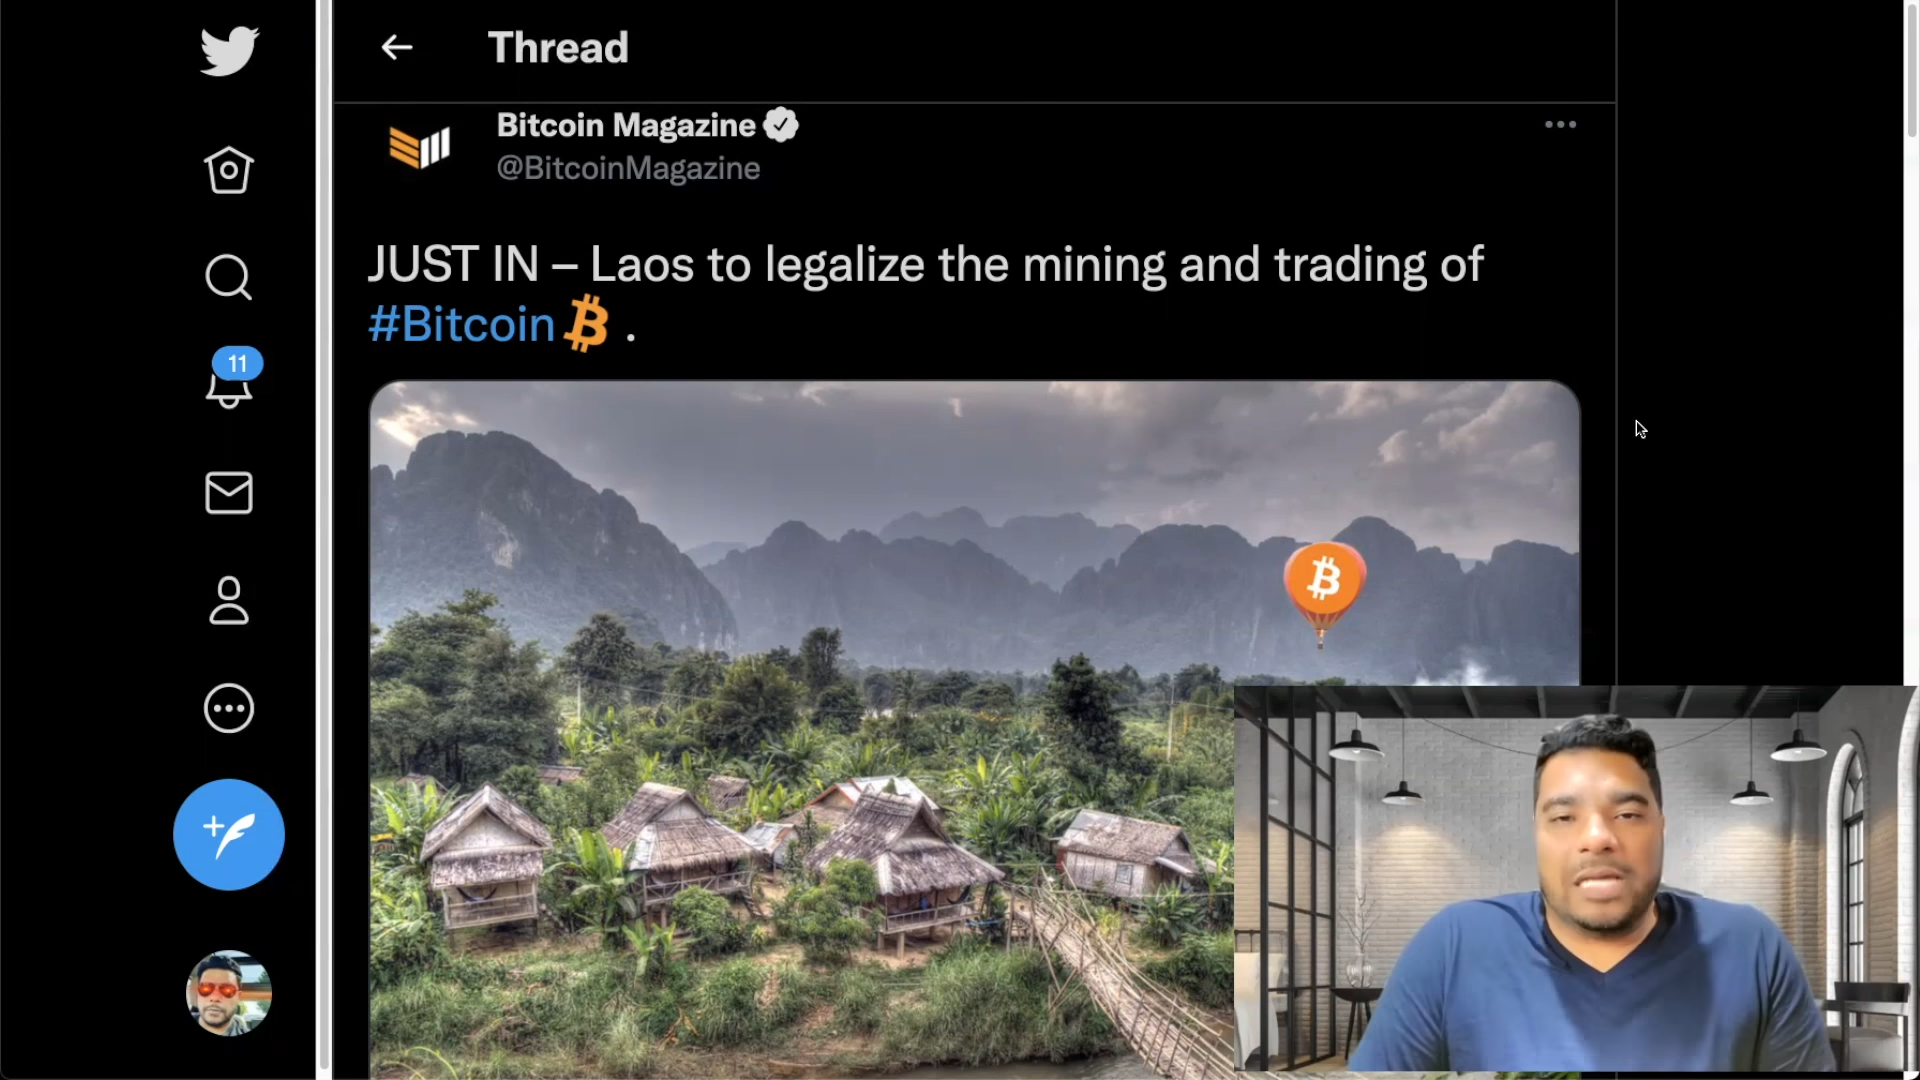 Thread
Bitcoin Magazine
@BitcoinMagazine
JUST IN – Laos to legalize the mining and trading of
#Bitcoin .
11